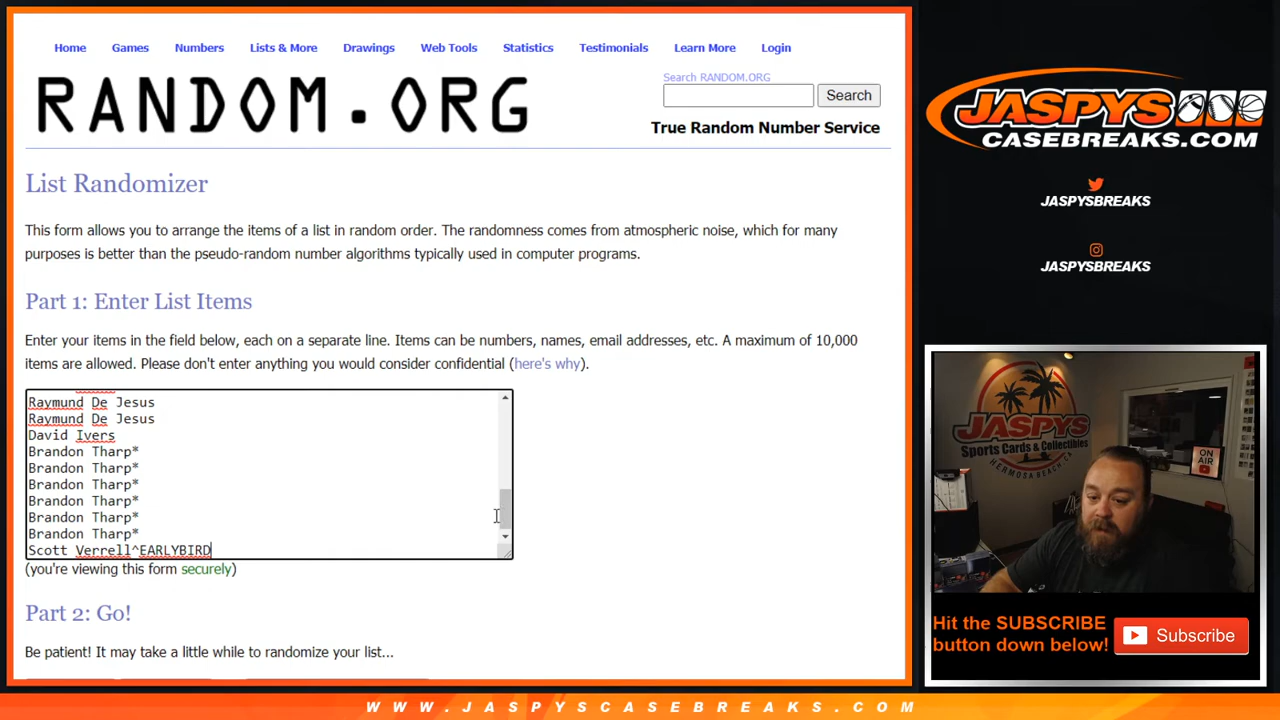 Home Games Numbers Lists & More Drawings Web Tools Statistics Testimonials Learn More Login
RANDOM.ORG
Search RANDOM.ORG
Search
True Random Number Service
List Randomizer
This form allows you to arrange the items of a list in random order. The randomness comes from atmospheric noise, which for many
purposes is better than the pseudo-random number algorithms typically used in computer programs.
Part 1: Enter List Items
Enter your items in the field below, each on a separate line. Items can be numbers, names, email addresses, etc. A maximum of 10,000
items are allowed. Please don't enter anything you would consider confidential (here's why).
Raymund De Jesus
Raymund De Jesus
David Ivers
Brandon Tharp*
Brandon Tharp*
Brandon Tharp*
Brandon Tharp*
Brandon Tharp*
Brandon Tharp*
Scott Verrell^EARLYBIRD
(you're viewing this form securely)
Part 2: Go!
Be patient! It may take a little while to randomize your list...
JASPYS
CASEBREAKS.COM
JASPYSBREAKS
JASPYSBREAKS
JASPYS
Sports Cards & Collectibles
HERMOSA BEACH CA
ON AIR
Hit the SUBSCRIBE
button down below!
Subscribe
WWW.JASPYSCASEBREAKS.COM